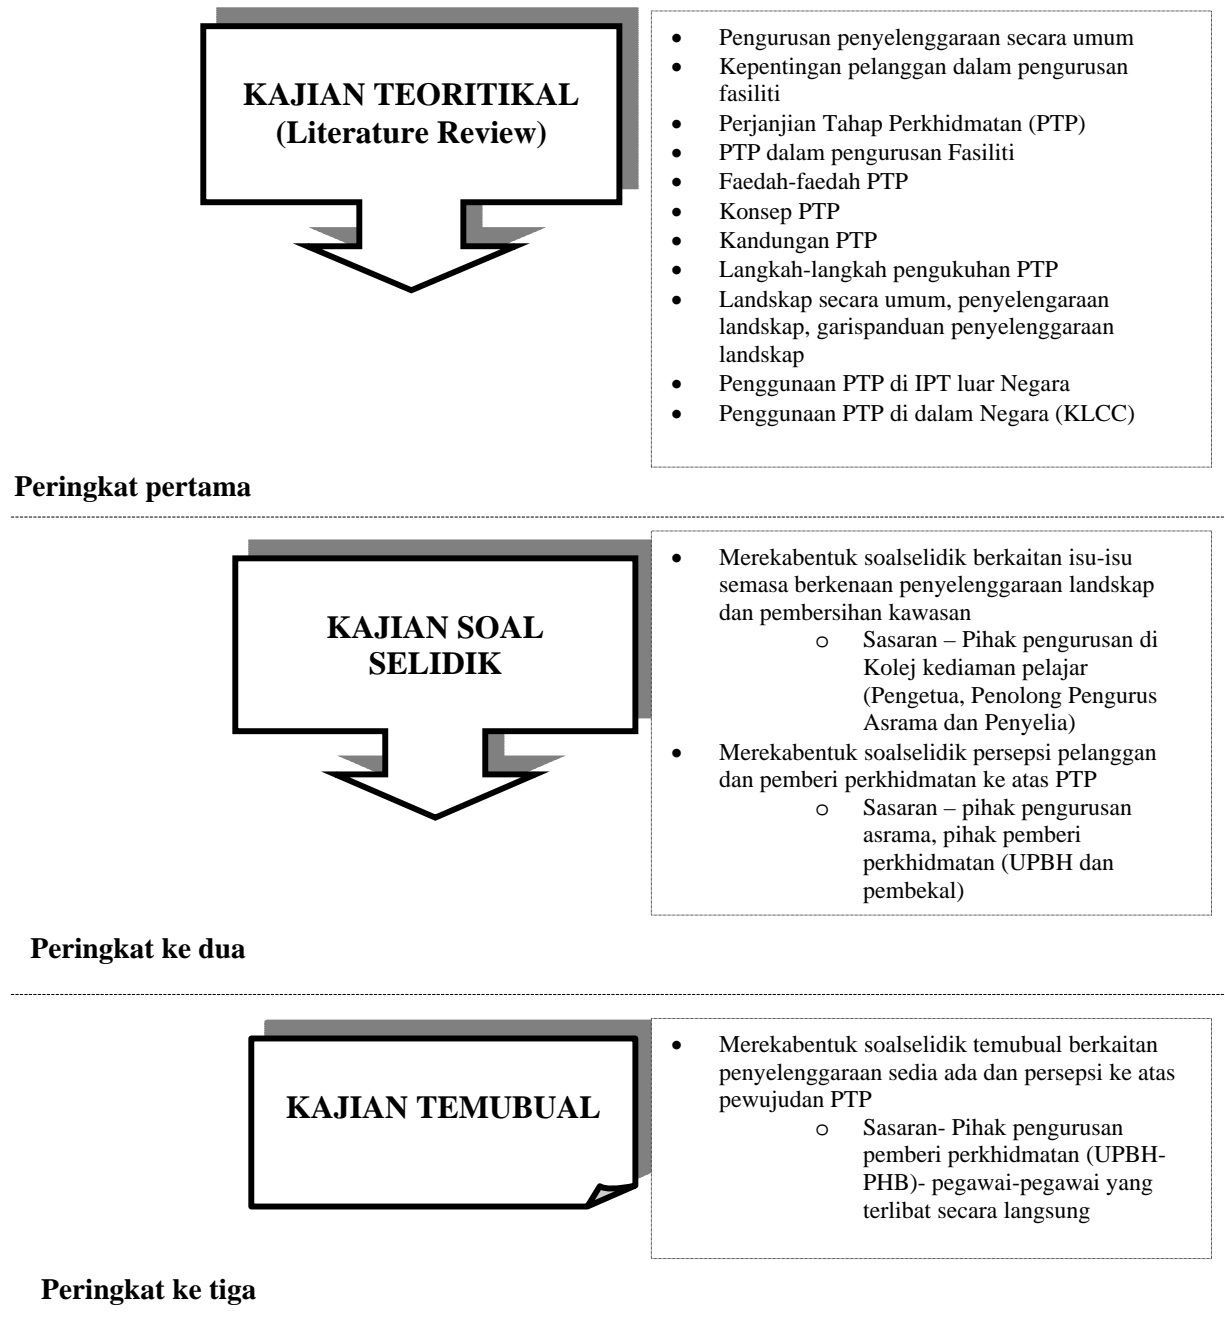 KAJIAN TEORITIKAL
(Literature Review)
• Pengurusan penyelenggaraan secara umum
• Kepentingan pelanggan dalam pengurusan
fasiliti
• Perjanjian Tahap Perkhidmatan (PTP)
• PTP dalam pengurusan Fasiliti
• Faedah-faedah PTP
• Konsep PTP
• Kandungan PTP
• Langkah-langkah pengukuhan PTP
• Landskap secara umum, penyelengaraan
landskap, garispanduan penyelenggaraan
landskap
• Penggunaan PTP di IPT luar Negara
• Penggunaan PTP di dalam Negara (KLCC)
Peringkat pertama
KAJIAN SOAL
SELIDIK
• Merekabentuk soalselidik berkaitan isu-isu
semasa berkenaan penyelenggaraan landskap
dan pembersihan kawasan
o Sasaran – Pihak pengurusan di
Kolej kediaman pelajar
(Pengetua, Penolong Pengurus
Asrama dan Penyelia)
• Merekabentuk soalselidik persepsi pelanggan
dan pemberi perkhidmatan ke atas PTP
o Sasaran – pihak pengurusan
asrama, pihak pemberi
perkhidmatan (UPBH dan
pembekal)
Peringkat ke dua
KAJIAN TEMUBUAL
• Merekabentuk soalselidik temubual berkaitan
penyelenggaraan sedia ada dan persepsi ke atas
pewujudan PTP
o Sasaran- Pihak pengurusan
pemberi perkhidmatan (UPBH-
PHB)- pegawai-pegawai yang
terlibat secara langsung
Peringkat ke tiga